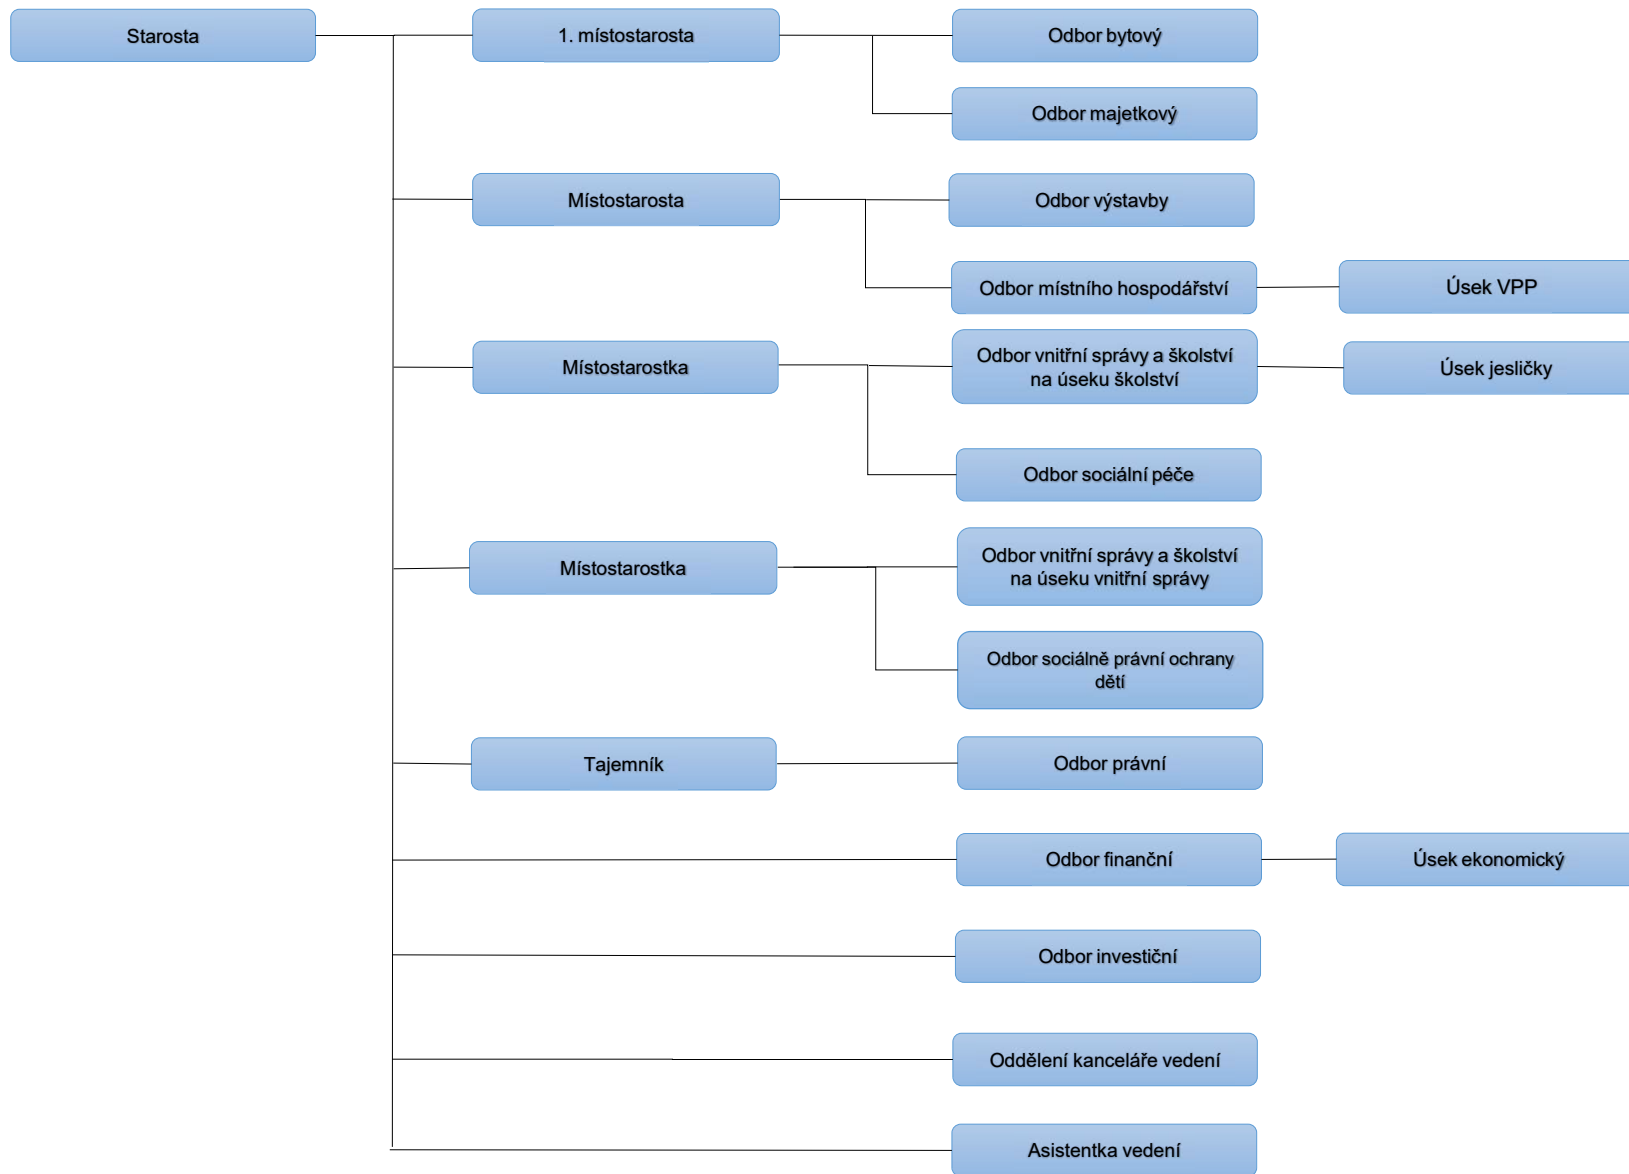 Starosta
1. místostarosta
Odbor bytový
Odbor majetkový
Místostarosta
Odbor výstavby
Odbor místního hospodářství
Úsek VPP
Místostarostka
Odbor vnitřní správy a školství
na úseku školství
Úsek jesličky
Odbor sociální péče
Místostarostka
Odbor vnitřní správy a školství
na úseku vnitřní správy
Odbor sociálně právní ochrany
dětí
Tajemník
Odbor právní
Odbor finanční
Úsek ekonomický
Odbor investiční
Oddělení kanceláře vedení
Asistentka vedení